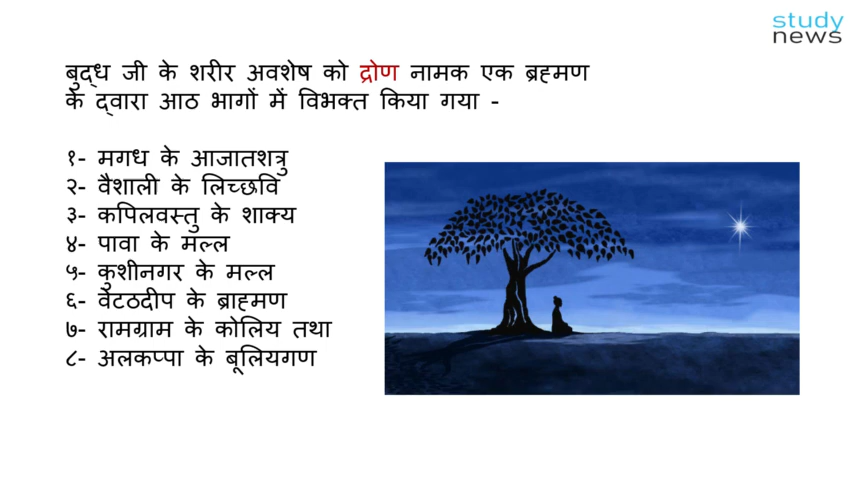 study
news
बुद्ध जी के शरीर अवशेष को द्रोण नामक एक ब्रह्मण
के द्वारा आठ भागों में विभक्त किया गया -
१- मगध के आजातशत्रु
२- वैशाली के लिच्छवि
३- कपिलवस्तु के शाक्य
४- पावा के मल्ल
५- कुशीनगर के मल्ल
६- वेटठदीप के ब्राह्मण
७- रामग्राम के कोलिय तथा
८- अलकप्पा के बूलियगण